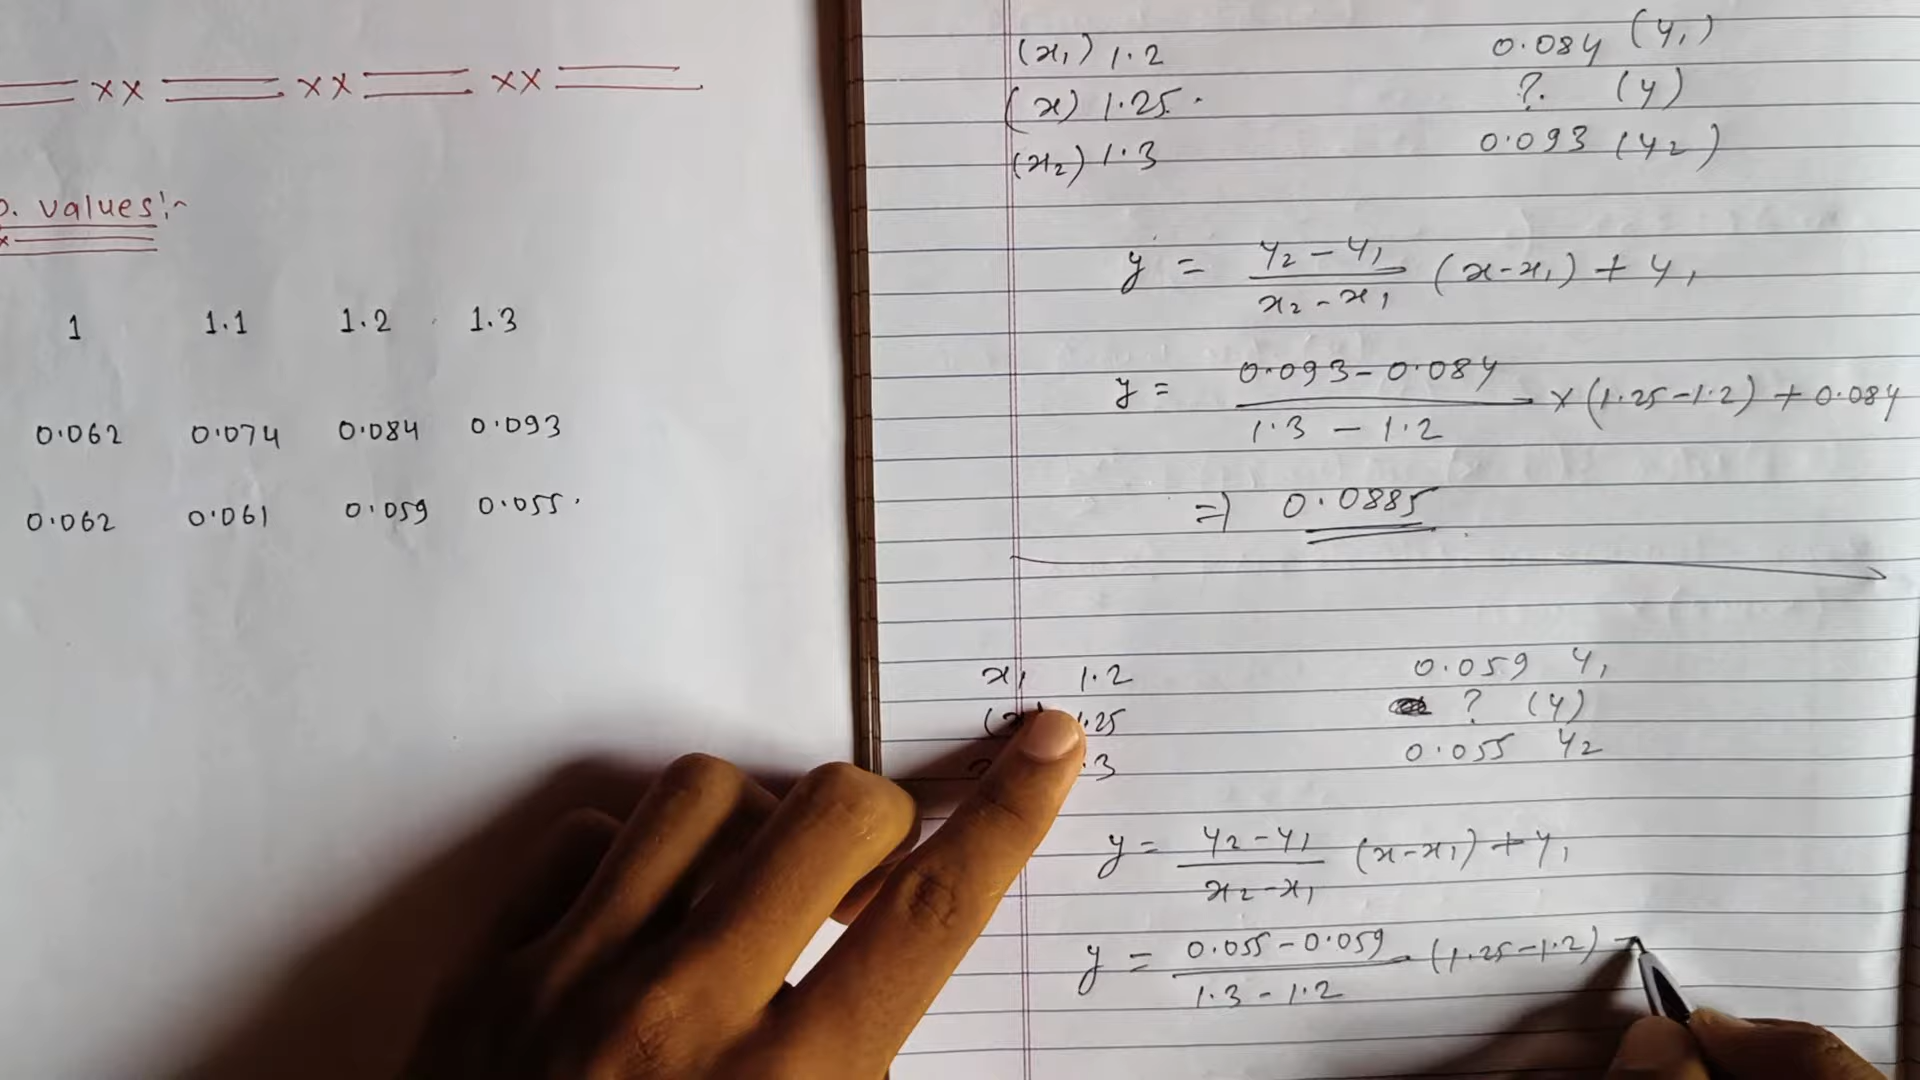 ×× ×× ××
values:-
1 1.1 1.2 1.3
0.062 0.074 0.084 0.093
0.062 0.061 0.059 0.055.
(x₁) 1.2 0.084 (y₁)
(x) 1.25. ? (y)
(x₂) 1.3 0.093 (y₂)
y = y₂-y₁ / x₂-x₁ (x-x₁) + y₁
y = 0.093-0.084 / 1.3 - 1.2 × (1.25-1.2) + 0.084
⇒ 0.0885
x₁ 1.2 0.059 y₁
(x) 1.25 ? (y)
.3 0.055 y₂
y = y₂-y₁ / x₂-x₁ (x-x₁) + y₁
y = 0.055-0.059 / 1.3-1.2 (1.25-1.2)